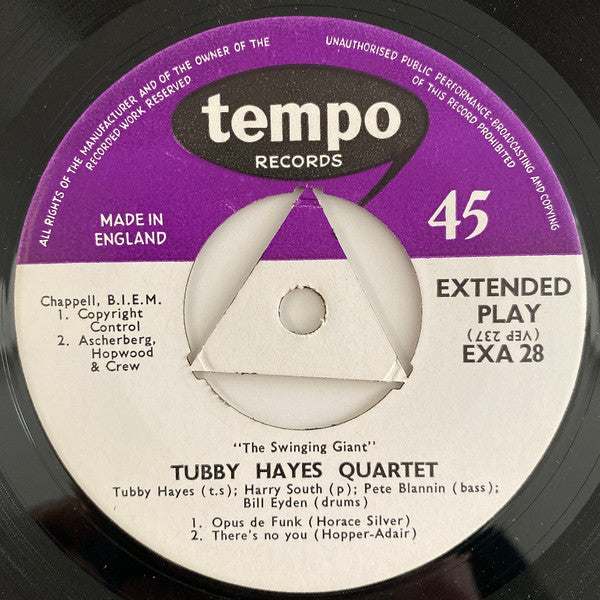 ALL RIGHTS OF THE MANUFACTURER AND OF THE OWNER OF THE
RECORDED WORK RESERVED
UNAUTHORISED PUBLIC PERFORMANCE·BROADCASTING AND COPYING
OF THIS RECORD PROHIBITED
tempo
RECORDS
MADE IN
ENGLAND
45
Chappell, B.I.E.M.
1. Copyright
Control
2. Ascherberg,
Hopwood
& Crew
EXTENDED
PLAY
(VEP 237)
EXA 28
"The Swinging Giant"
TUBBY HAYES QUARTET
Tubby Hayes (t.s); Harry South (p); Pete Blannin (bass);
Bill Eyden (drums)
1. Opus de Funk (Horace Silver)
2. There's no you (Hopper-Adair)